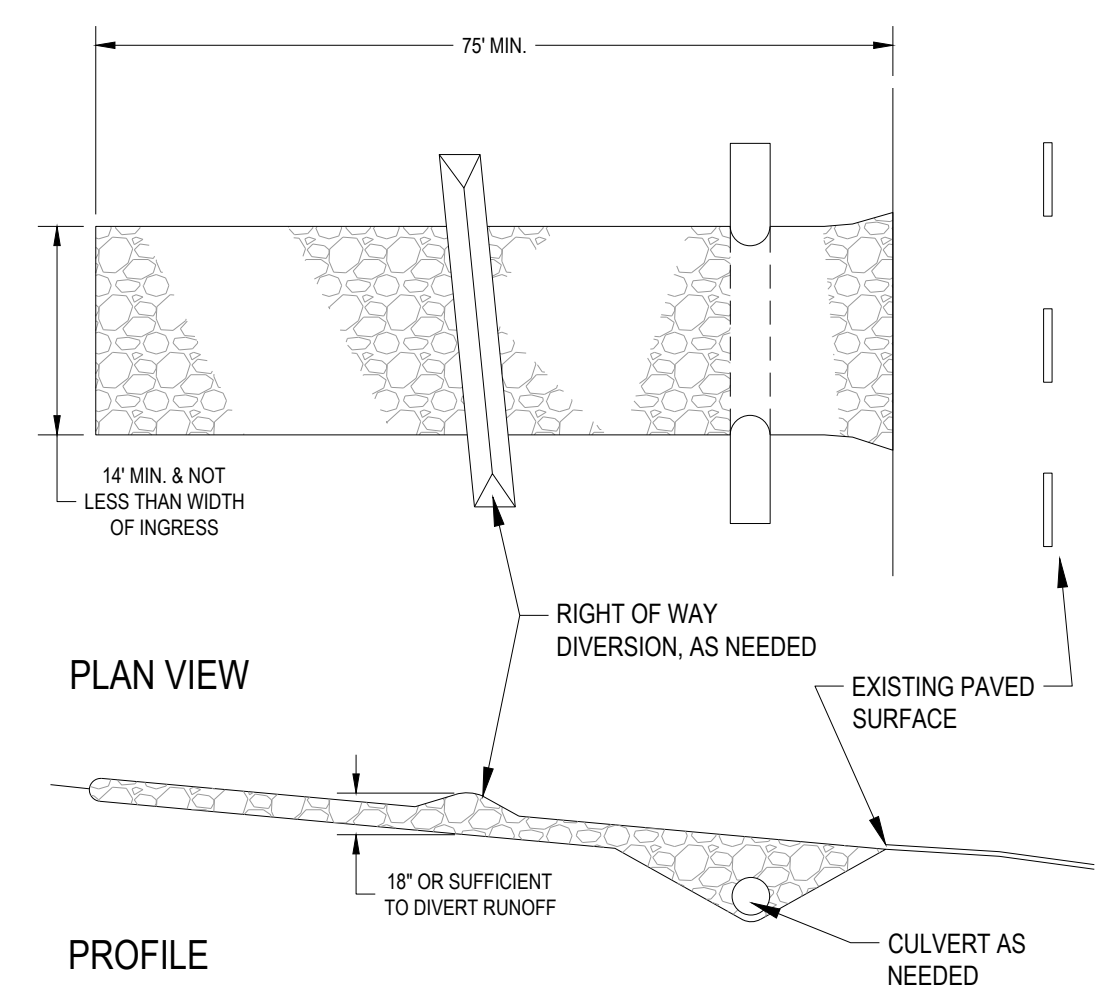 75' MIN.
14' MIN. & NOT
LESS THAN WIDTH
OF INGRESS
RIGHT OF WAY
DIVERSION, AS NEEDED
PLAN VIEW
EXISTING PAVED
SURFACE
18" OR SUFFICIENT
TO DIVERT RUNOFF
CULVERT AS
NEEDED
PROFILE